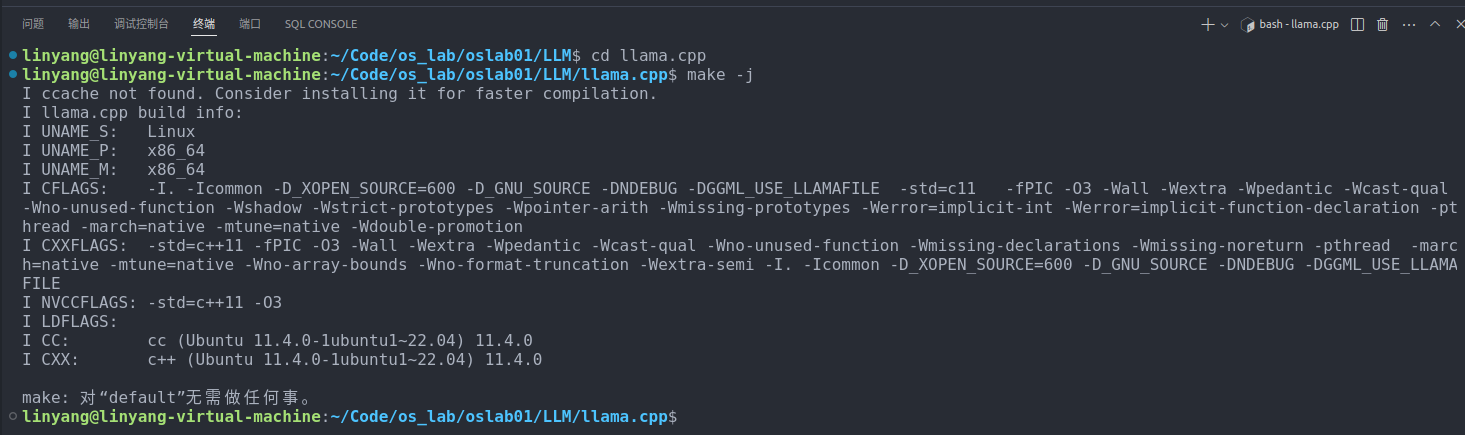 问题 输出 调试控制台 终端 端口 SQL CONSOLE bash - llama.cpp
linyang@linyang-virtual-machine:~/Code/os_lab/oslab01/LLM$ cd llama.cpp
linyang@linyang-virtual-machine:~/Code/os_lab/oslab01/LLM/llama.cpp$ make -j
I ccache not found. Consider installing it for faster compilation.
I llama.cpp build info:
I UNAME_S:   Linux
I UNAME_P:   x86_64
I UNAME_M:   x86_64
I CFLAGS:    -I. -Icommon -D_XOPEN_SOURCE=600 -D_GNU_SOURCE -DNDEBUG -DGGML_USE_LLAMAFILE  -std=c11   -fPIC -O3 -Wall -Wextra -Wpedantic -Wcast-qual
-Wno-unused-function -Wshadow -Wstrict-prototypes -Wpointer-arith -Wmissing-prototypes -Werror=implicit-int -Werror=implicit-function-declaration -pt
hread -march=native -mtune=native -Wdouble-promotion
I CXXFLAGS:  -std=c++11 -fPIC -O3 -Wall -Wextra -Wpedantic -Wcast-qual -Wno-unused-function -Wmissing-declarations -Wmissing-noreturn -pthread  -marc
h=native -mtune=native -Wno-array-bounds -Wno-format-truncation -Wextra-semi -I. -Icommon -D_XOPEN_SOURCE=600 -D_GNU_SOURCE -DNDEBUG -DGGML_USE_LLAMA
FILE
I NVCCFLAGS: -std=c++11 -O3
I LDFLAGS:
I CC:        cc (Ubuntu 11.4.0-1ubuntu1~22.04) 11.4.0
I CXX:       c++ (Ubuntu 11.4.0-1ubuntu1~22.04) 11.4.0
make: 对“default”无需做任何事。
linyang@linyang-virtual-machine:~/Code/os_lab/oslab01/LLM/llama.cpp$